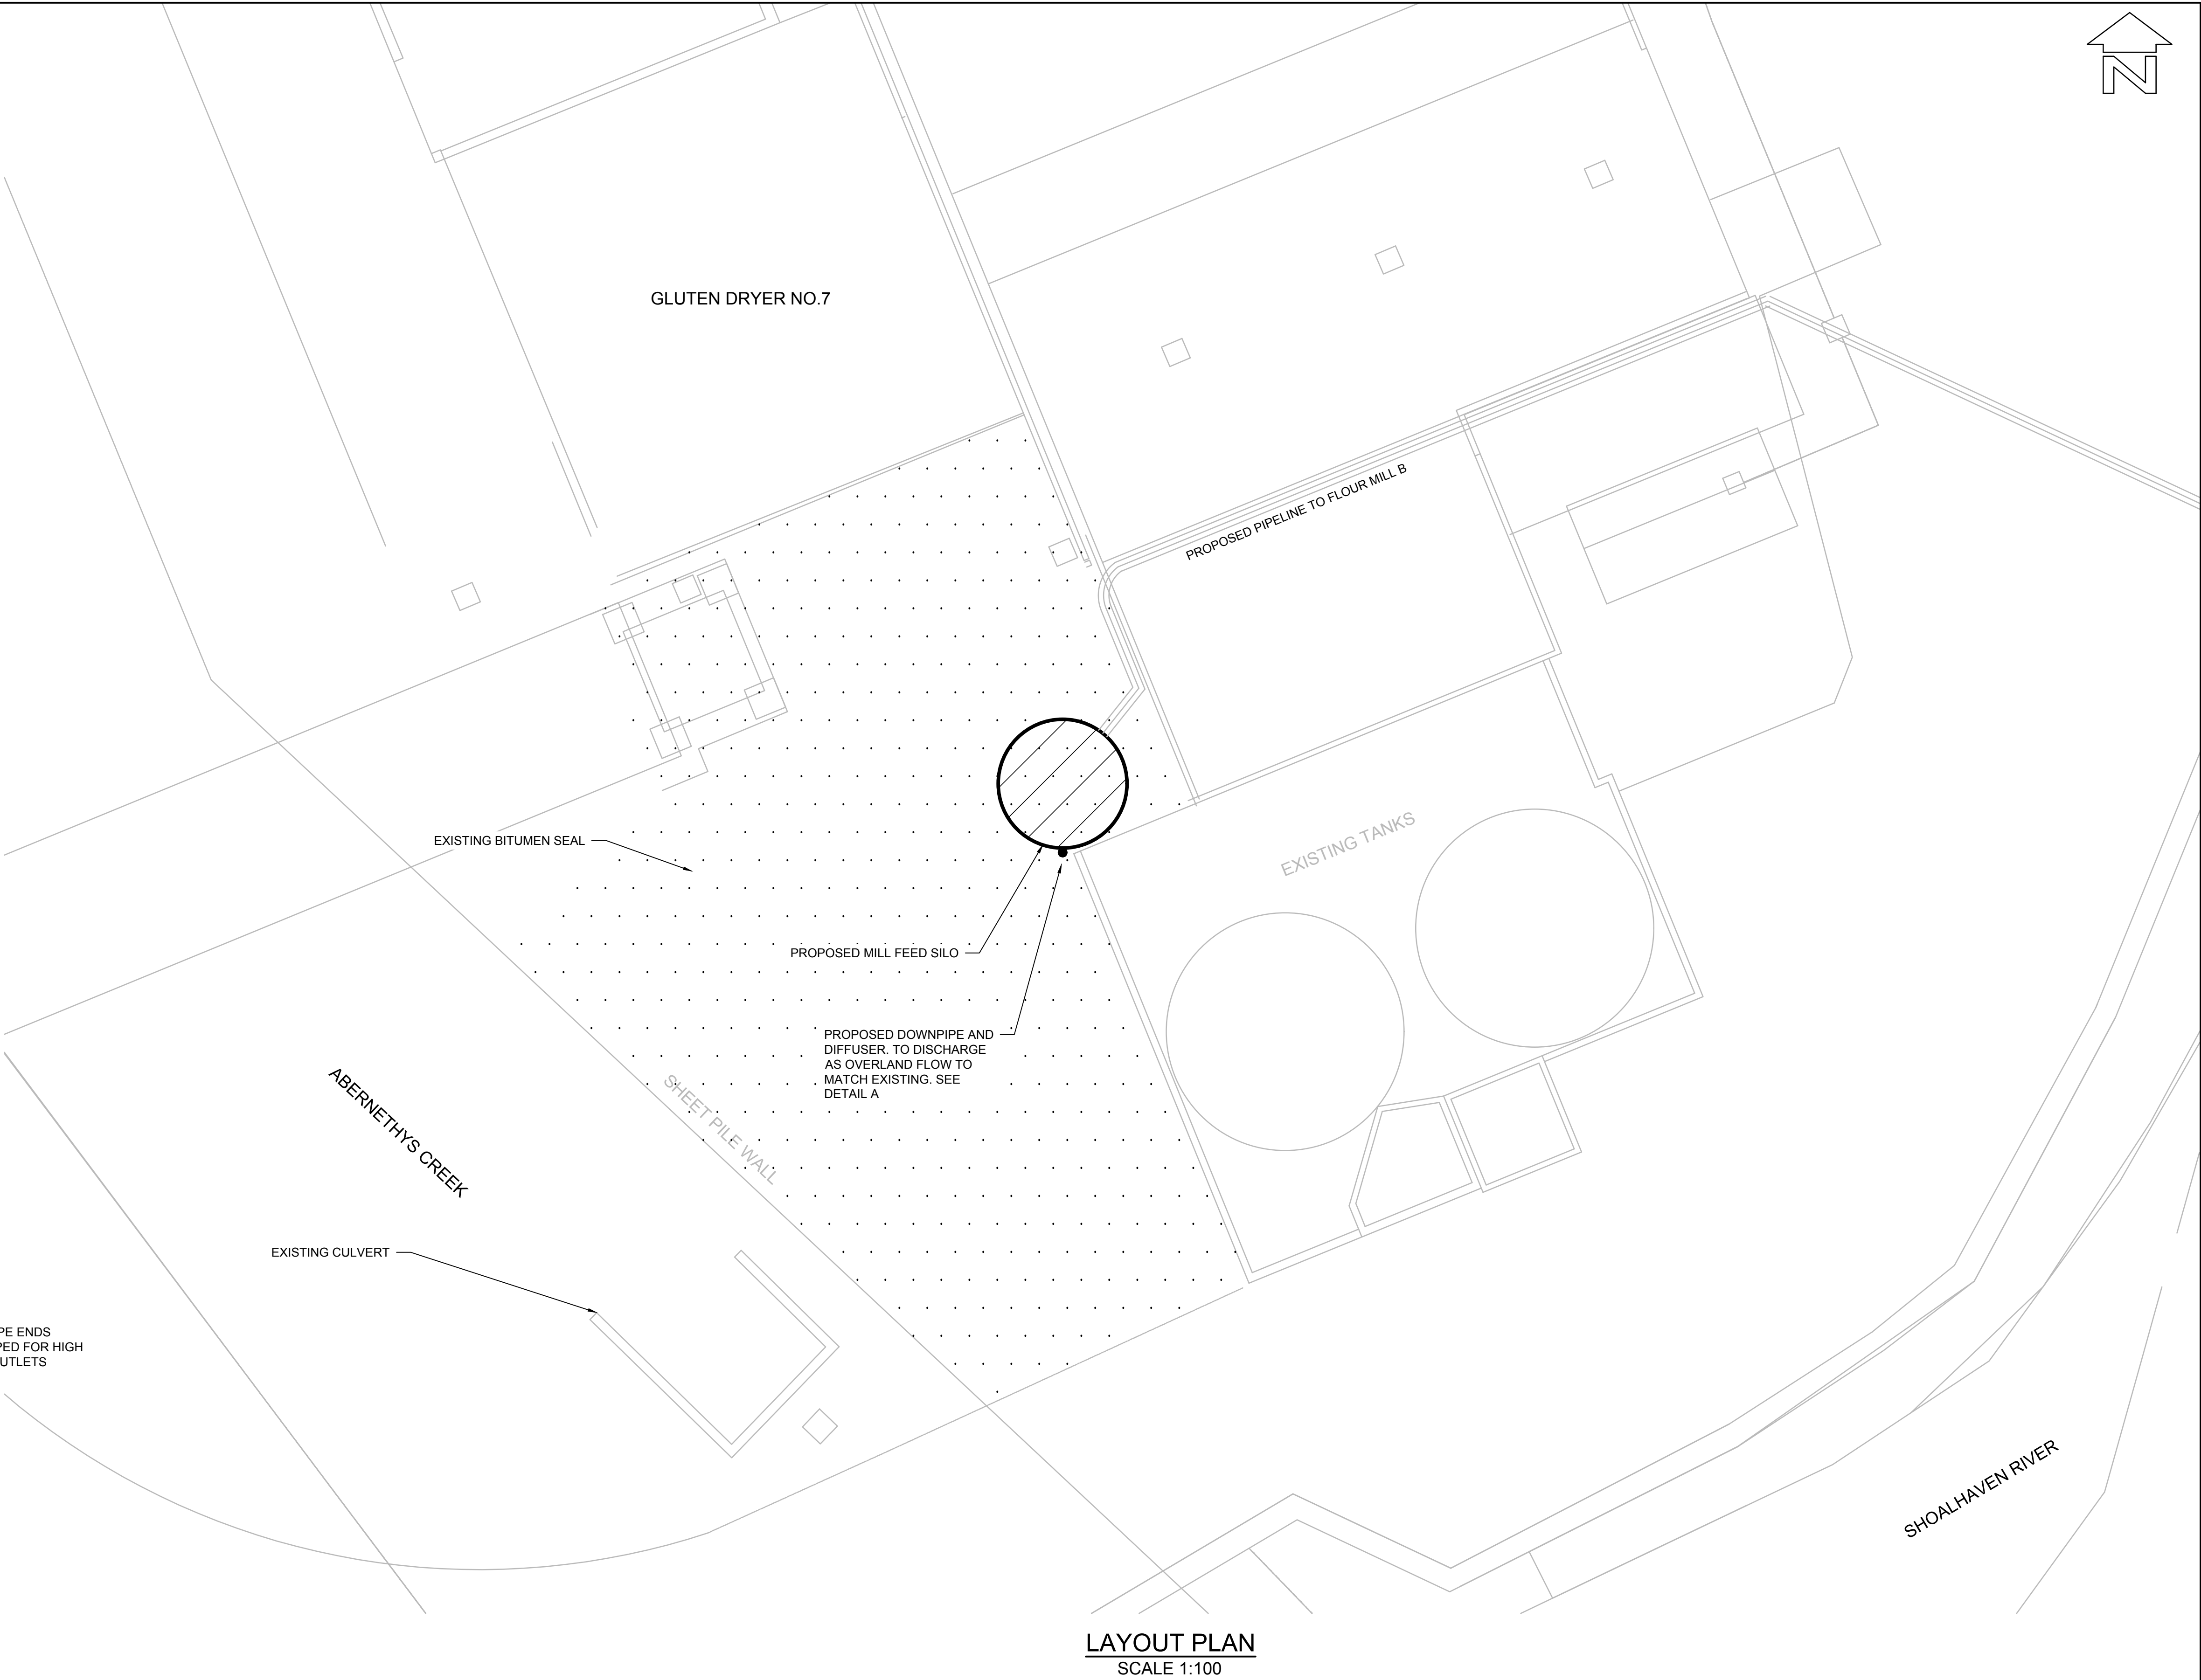 N
GLUTEN DRYER NO.7
PROPOSED PIPELINE TO FLOUR MILL B
EXISTING TANKS
EXISTING BITUMEN SEAL
PROPOSED MILL FEED SILO
PROPOSED DOWNPIPE AND
DIFFUSER. TO DISCHARGE
AS OVERLAND FLOW TO
MATCH EXISTING. SEE
DETAIL A
SHEET PILE WALL
ABERNETHYS CREEK
EXISTING CULVERT
PE ENDS
PED FOR HIGH
UTLETS
SHOALHAVEN RIVER
LAYOUT PLAN
SCALE 1:100